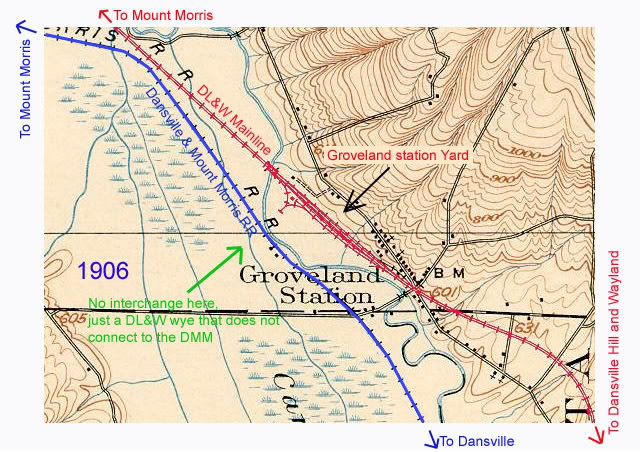 To Mount Morris
To Mount Morris
RRIS
R R
DL&W Mainline
Dansville & Mount Morris RR
6
Groveland station Yard
1000
900
800
R R
1906
Groveland
Station
B M
601
631
605
No interchange here,
just a DL&W wye that does not
connect to the DMM
Can
T A
To Dansville Hill and Wayland
To Dansville